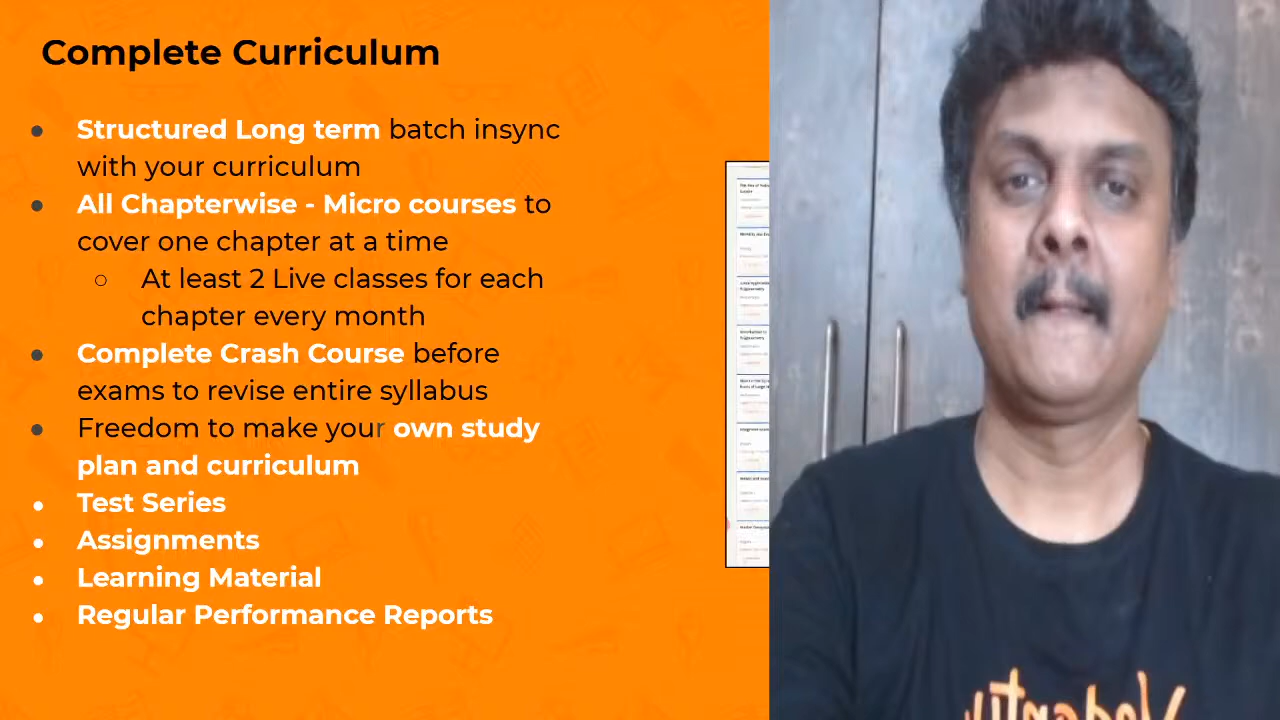 Complete Curriculum
Structured Long term batch insync
with your curriculum
All Chapterwise - Micro courses to
cover one chapter at a time
At least 2 Live classes for each
chapter every month
Complete Crash Course before
exams to revise entire syllabus
Freedom to make your own study
plan and curriculum
Test Series
Assignments
Learning Material
Regular Performance Reports